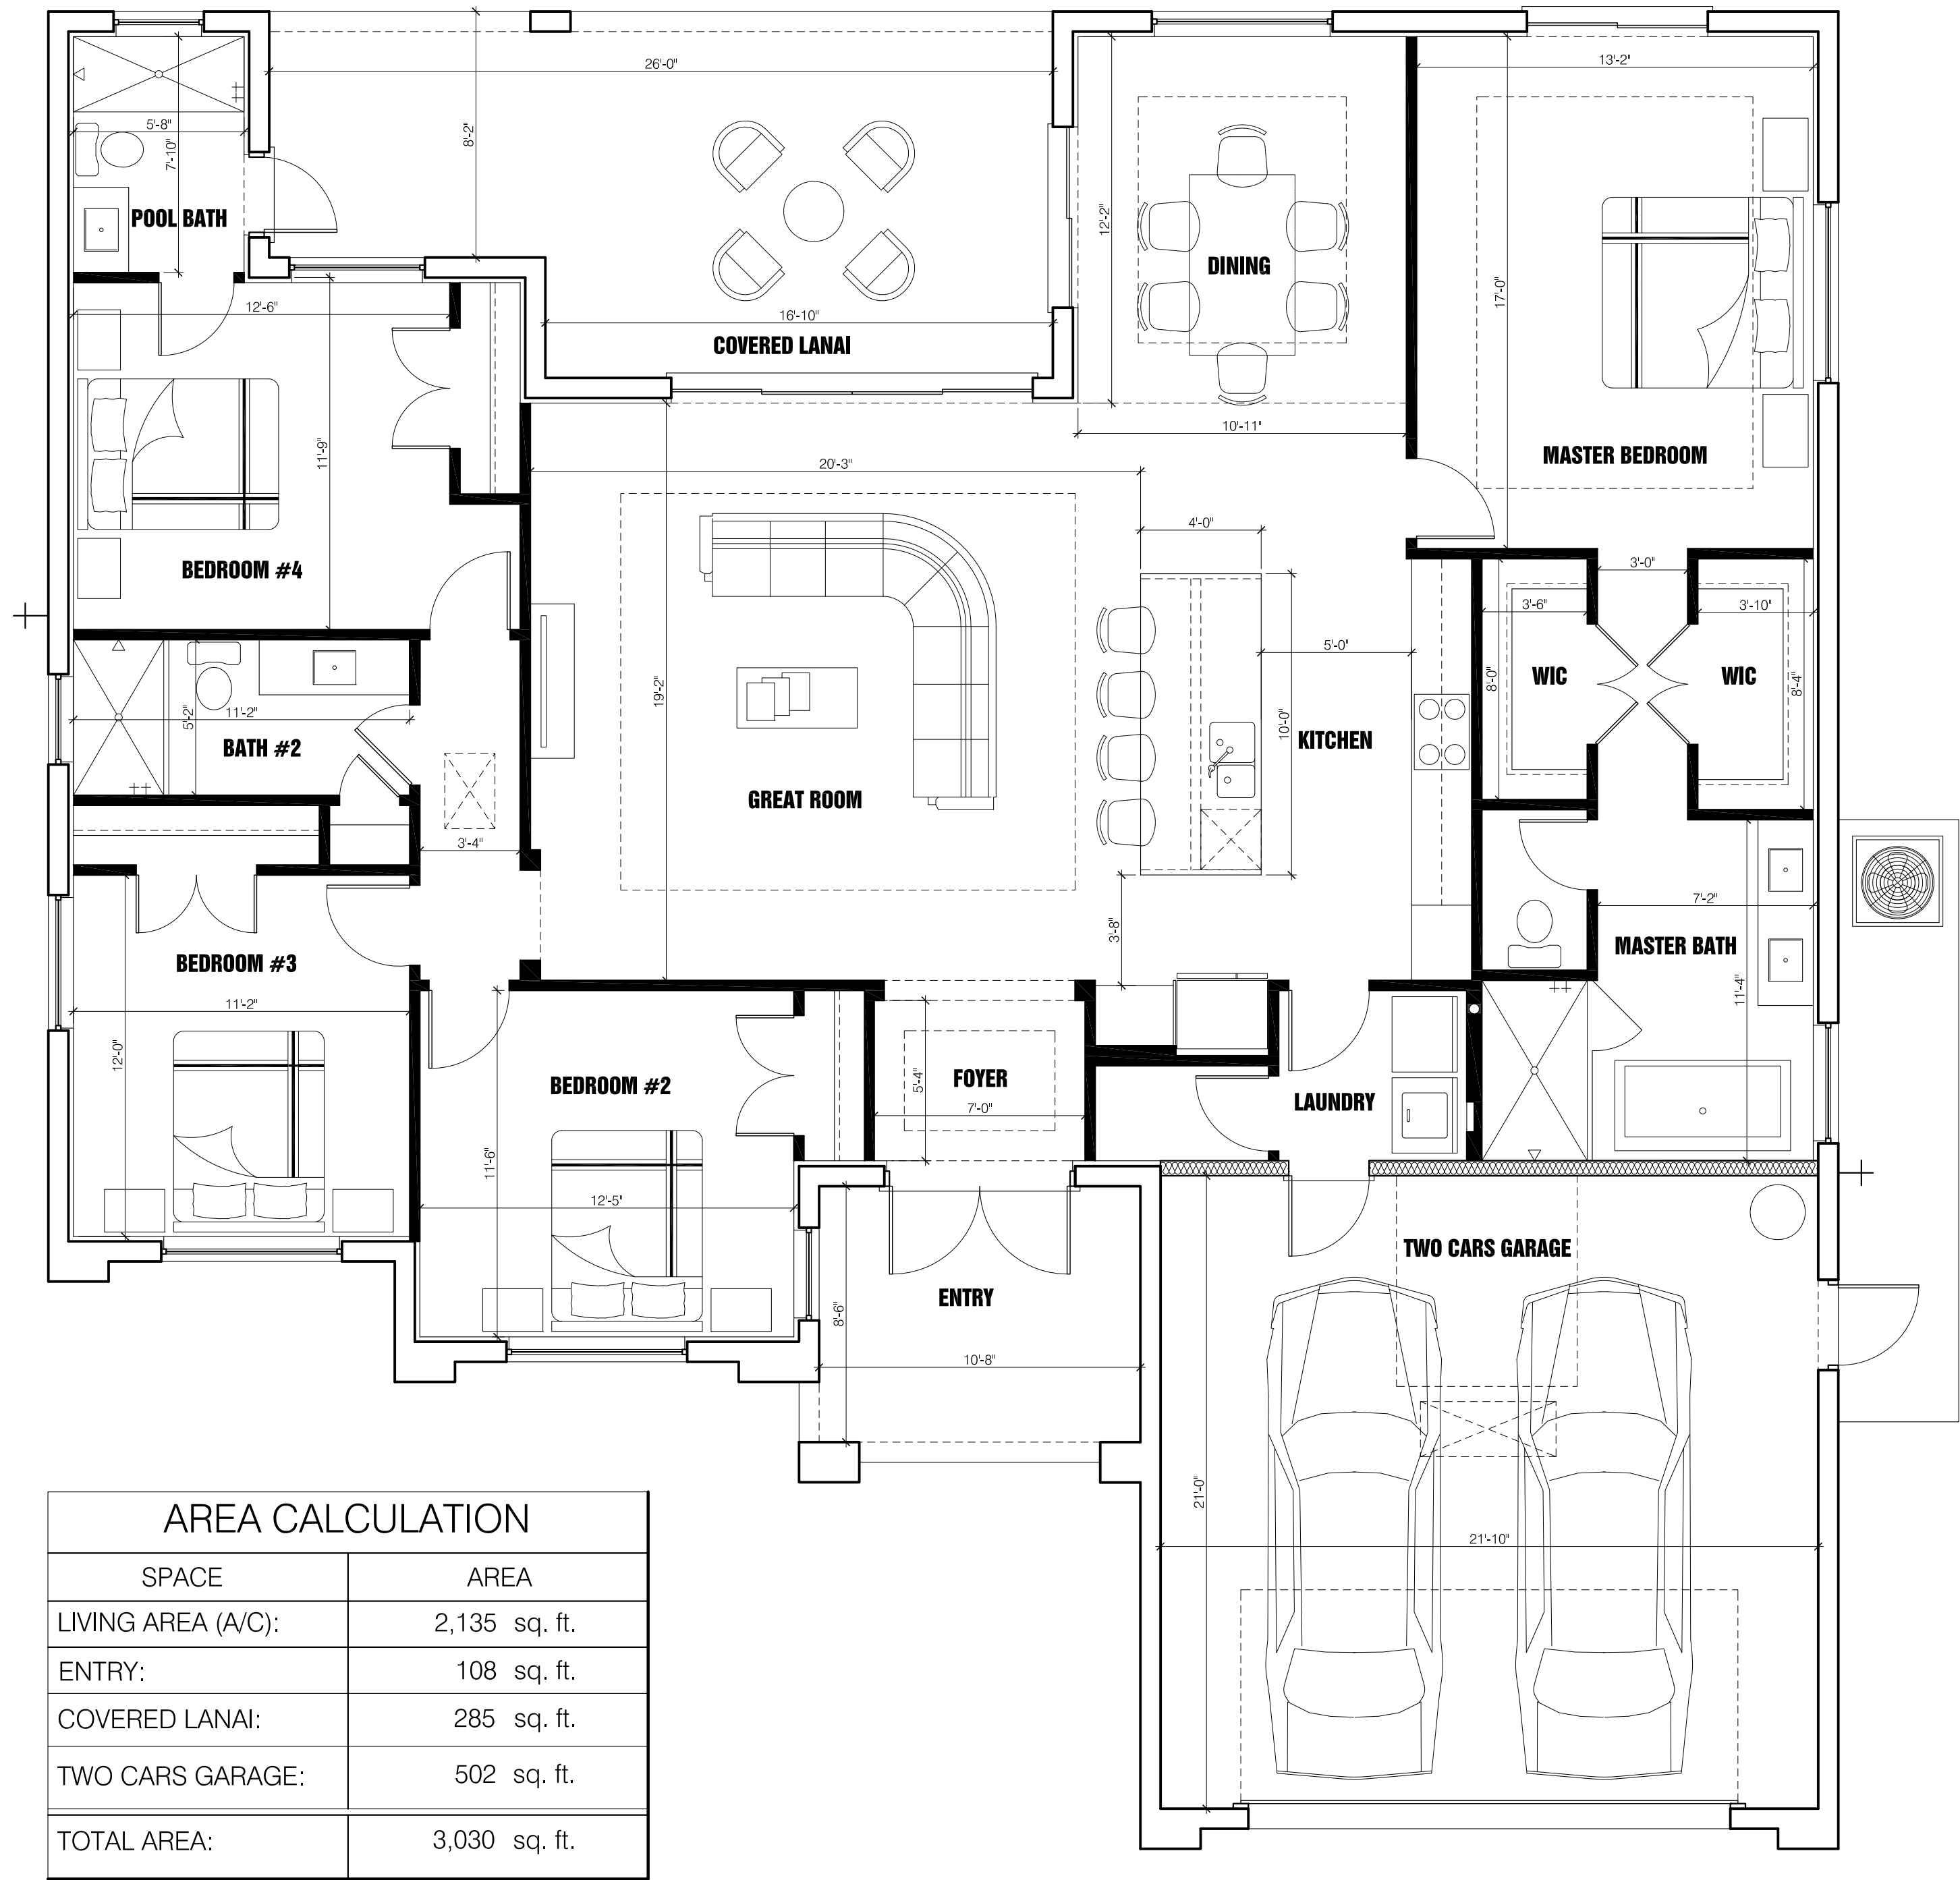 26'-0"
13'-2"
5'-8"
7'-10"
8'-2"
POOL BATH
12'-2"
DINING
17'-0"
12'-6"
16'-10"
COVERED LANAI
10'-11"
11'-9"
20'-3"
MASTER BEDROOM
4'-0"
BEDROOM #4
3'-0"
3'-6"
3'-10"
5'-0"
WIC
WIC
8'-0"
8'-4"
19'-2"
11'-2"
5'-2"
BATH #2
10'-0"
KITCHEN
GREAT ROOM
3'-4"
7'-2"
3'-8"
MASTER BATH
BEDROOM #3
11'-2"
11'-4"
12'-0"
BEDROOM #2
FOYER
5'-4"
7'-0"
LAUNDRY
11'-6"
12'-5"
TWO CARS GARAGE
ENTRY
8'-6"
10'-8"
21'-0"
21'-10"
AREA CALCULATION
SPACE AREA
LIVING AREA (A/C): 2,135 sq. ft.
ENTRY: 108 sq. ft.
COVERED LANAI: 285 sq. ft.
TWO CARS GARAGE: 502 sq. ft.
TOTAL AREA: 3,030 sq. ft.